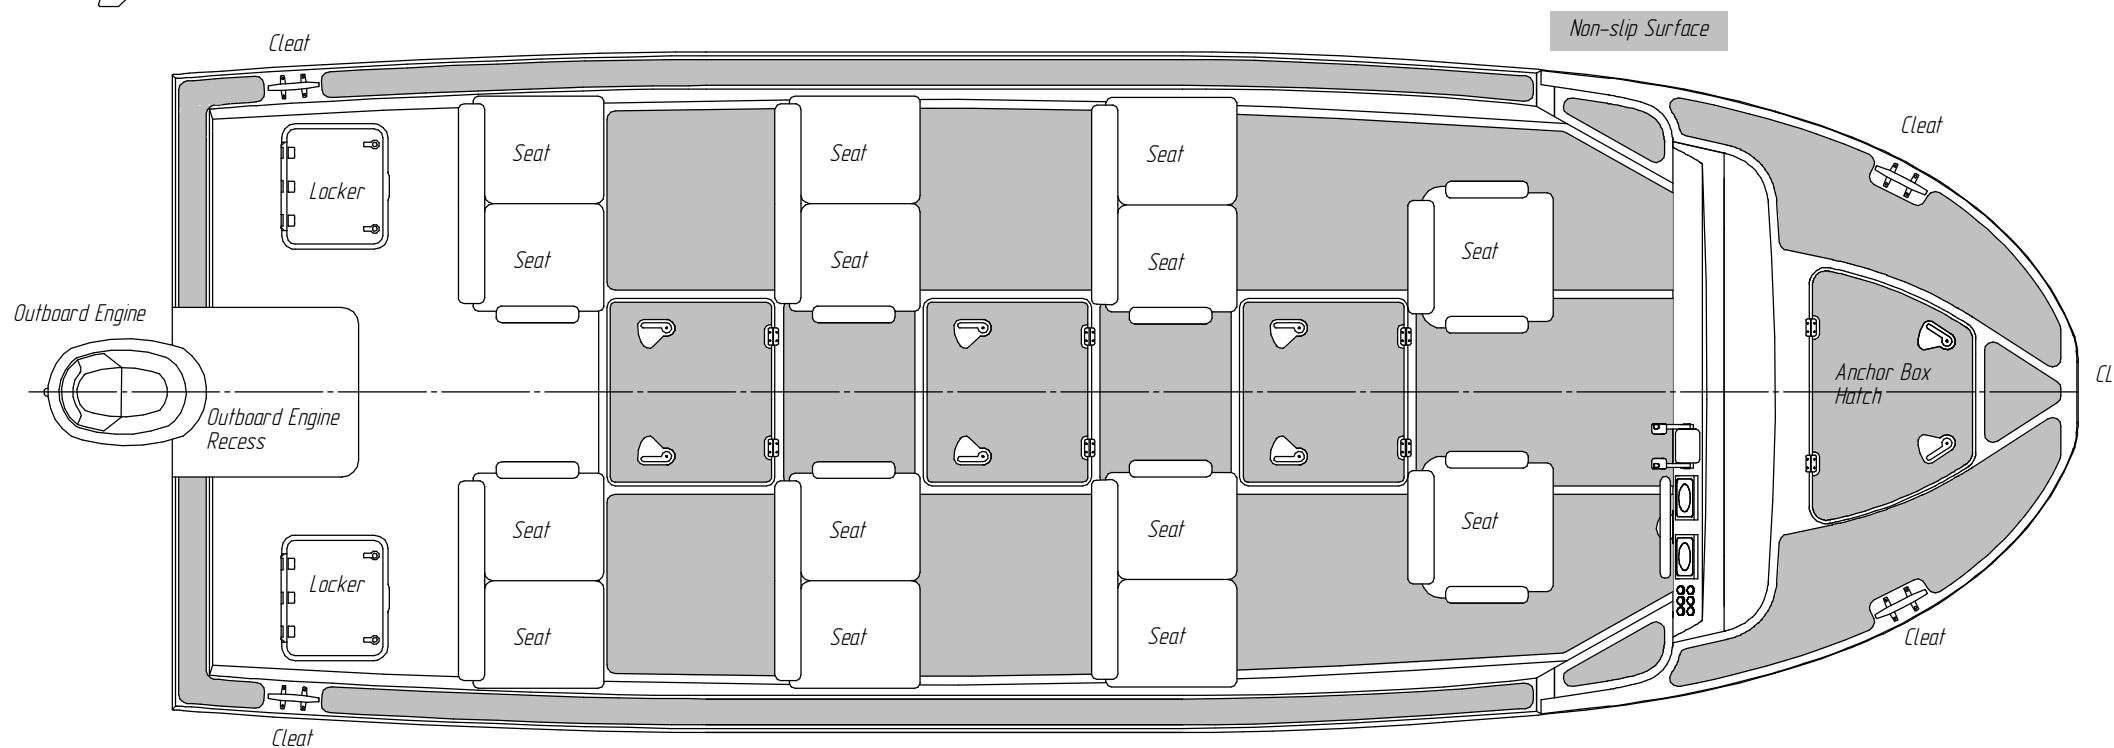 Non-slip Surface
Cleat
Cleat
Seat
Seat
Seat
Locker
Seat
Seat
Seat
Seat
Outboard Engine
Anchor Box
Hatch
CL
Outboard Engine
Recess
Seat
Seat
Seat
Seat
Locker
Seat
Seat
Seat
Cleat
Cleat